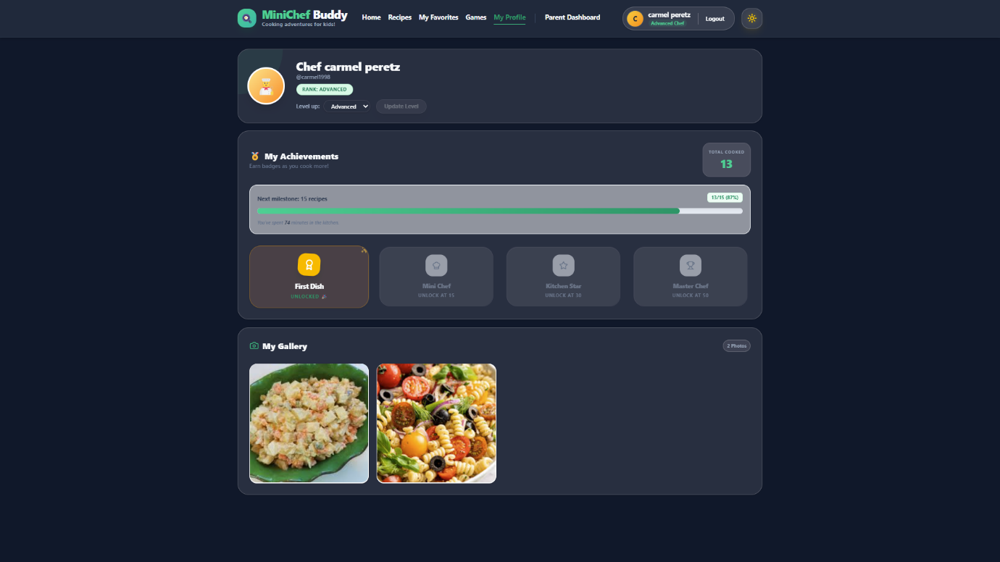 MiniChef Buddy
Cooking adventures for kids!
Home
Recipes
My Favorites
Games
My Profile
Parent Dashboard
C
carmel peretz
Advanced Chef
Logout
Chef carmel peretz
@carmel1998
RANK: ADVANCED
Level up:
Advanced
Update Level
My Achievements
Earn badges as you cook more!
TOTAL COOKED
13
Next milestone: 15 recipes
13/15 (87%)
You've spent 74 minutes in the kitchen.
First Dish
UNLOCKED 🎉
Mini Chef
UNLOCK AT 15
Kitchen Star
UNLOCK AT 30
Master Chef
UNLOCK AT 50
My Gallery
2 Photos